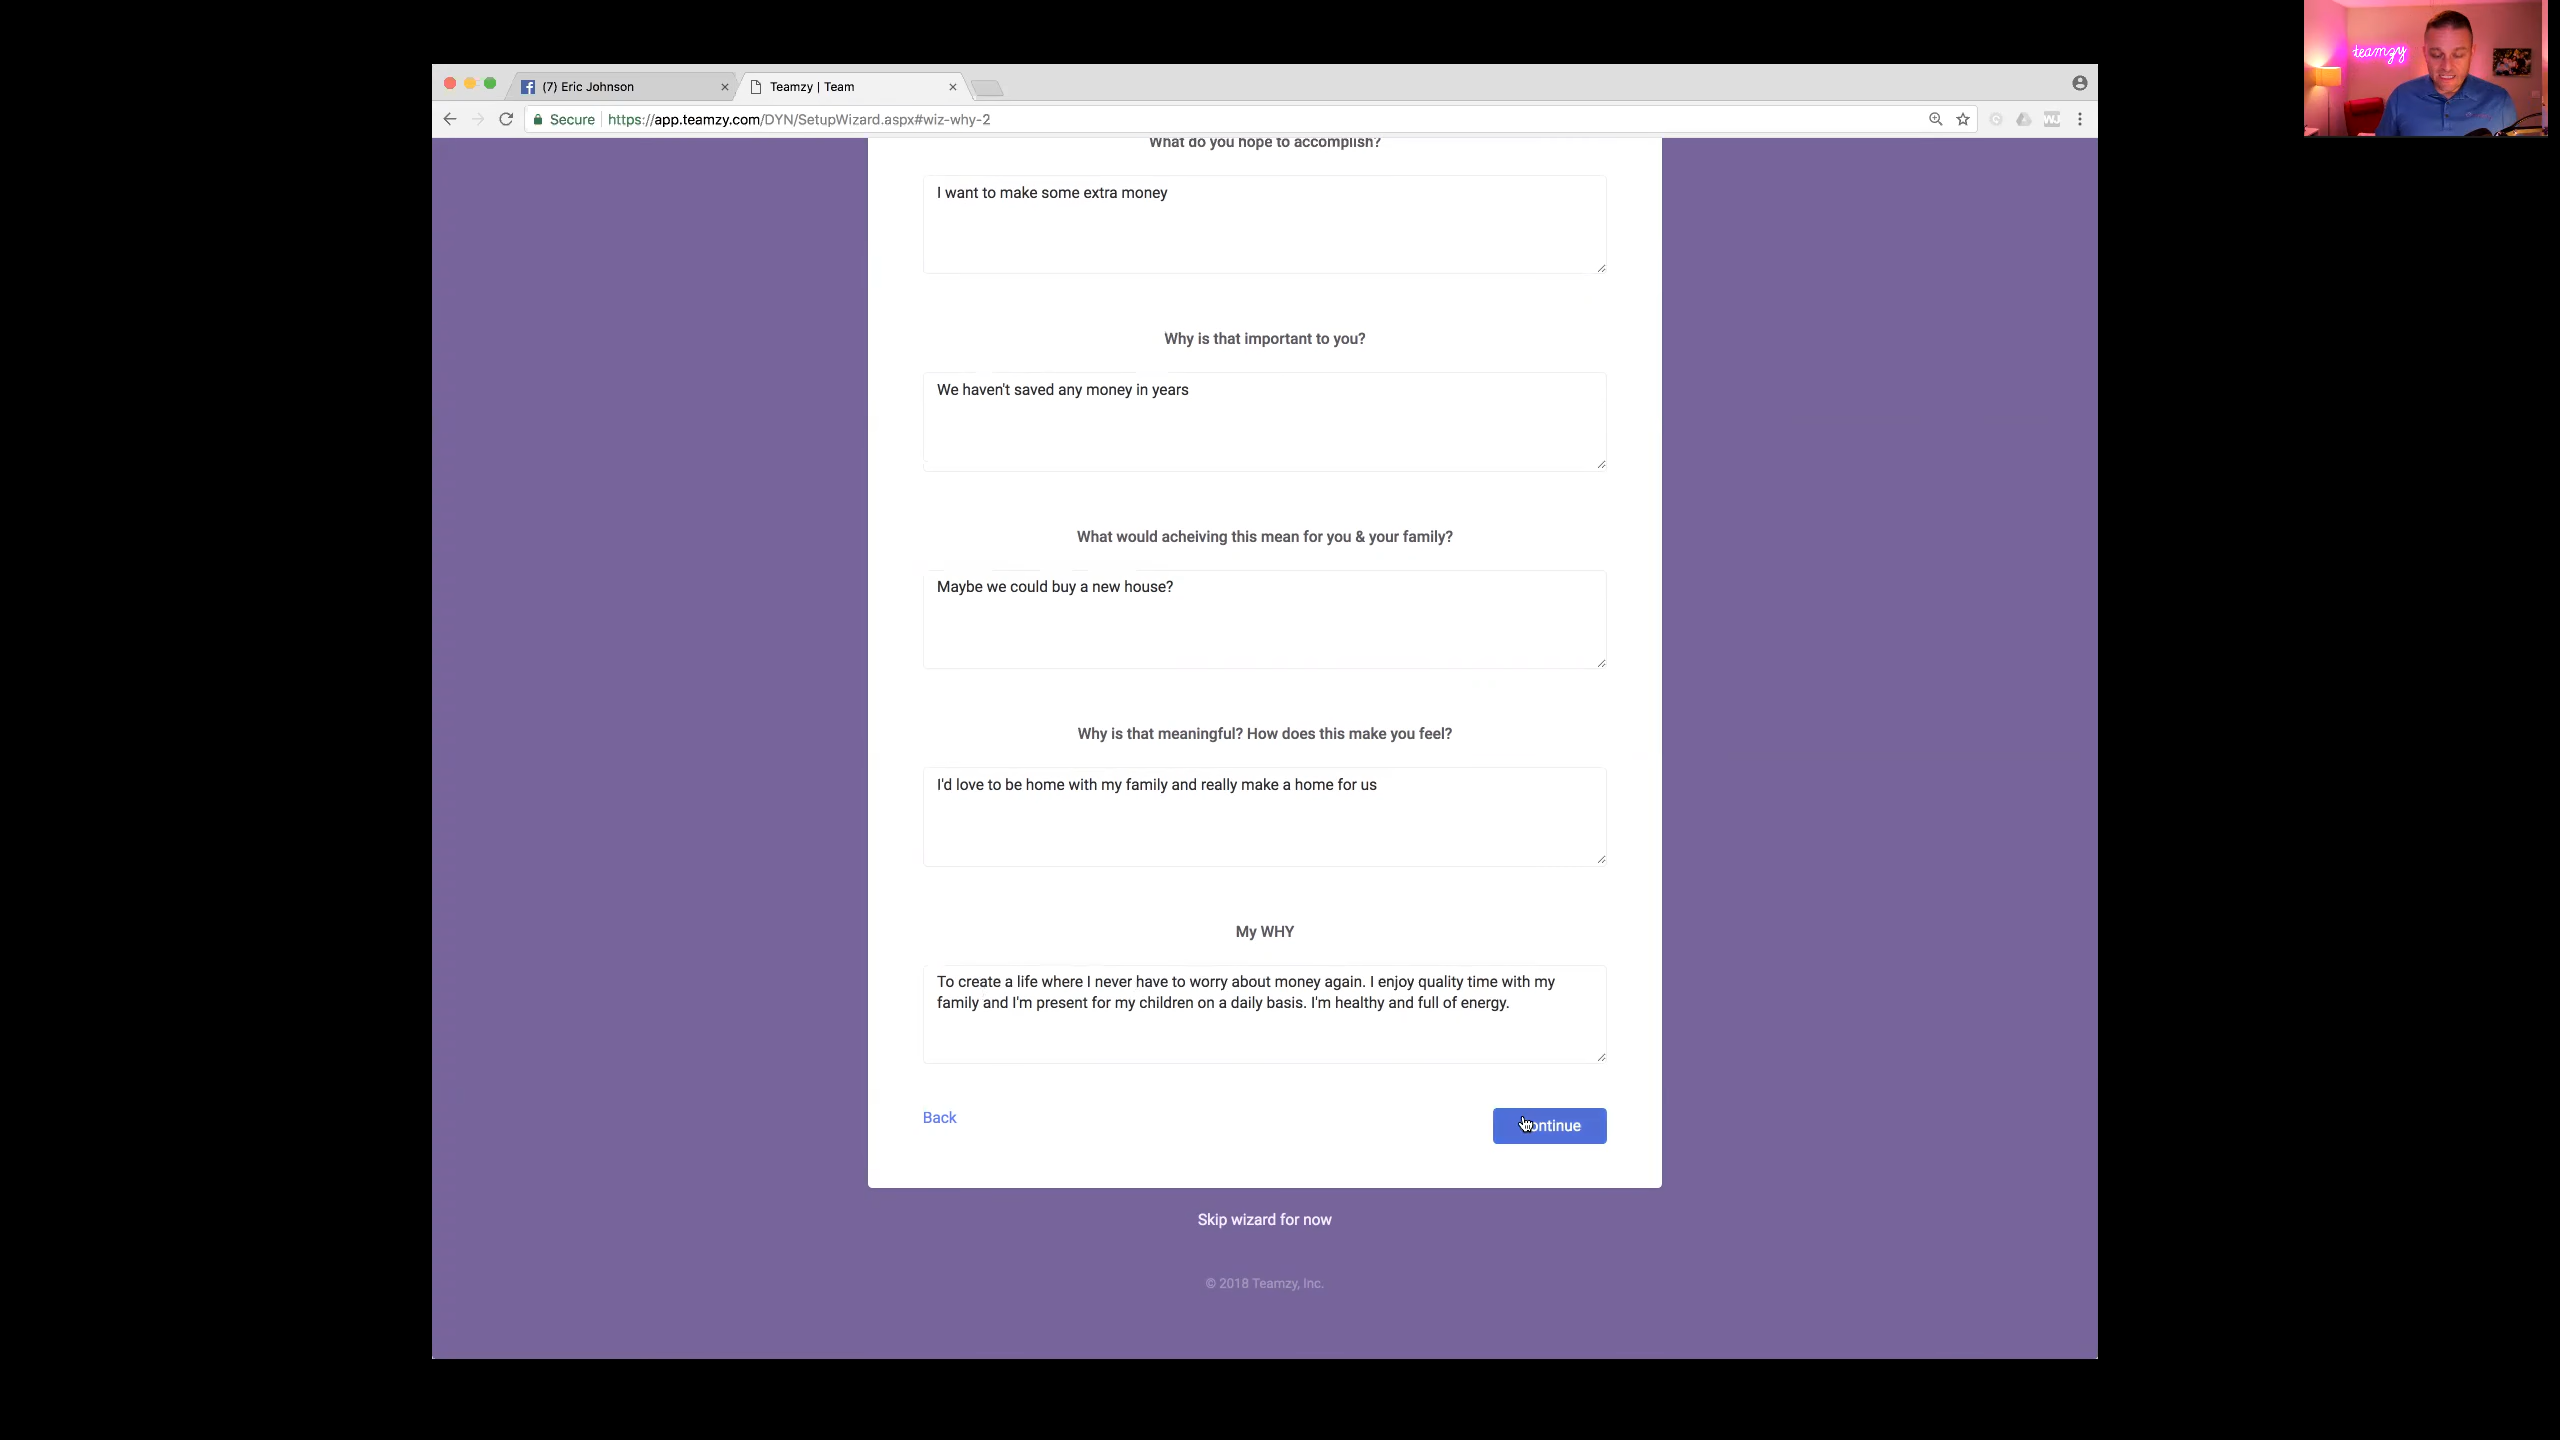 (7) Eric Johnson
Teamzy | Team
teamzy
Secure
https://app.teamzy.com/DYN/SetupWizard.aspx#wiz-why-2
What do you hope to accomplish?
I want to make some extra money
Why is that important to you?
We haven't saved any money in years
What would acheiving this mean for you & your family?
Maybe we could buy a new house?
Why is that meaningful? How does this make you feel?
I'd love to be home with my family and really make a home for us
My WHY
To create a life where I never have to worry about money again. I enjoy quality time with my
family and I'm present for my children on a daily basis. I'm healthy and full of energy.
Back
Continue
Skip wizard for now
© 2018 Teamzy, Inc.